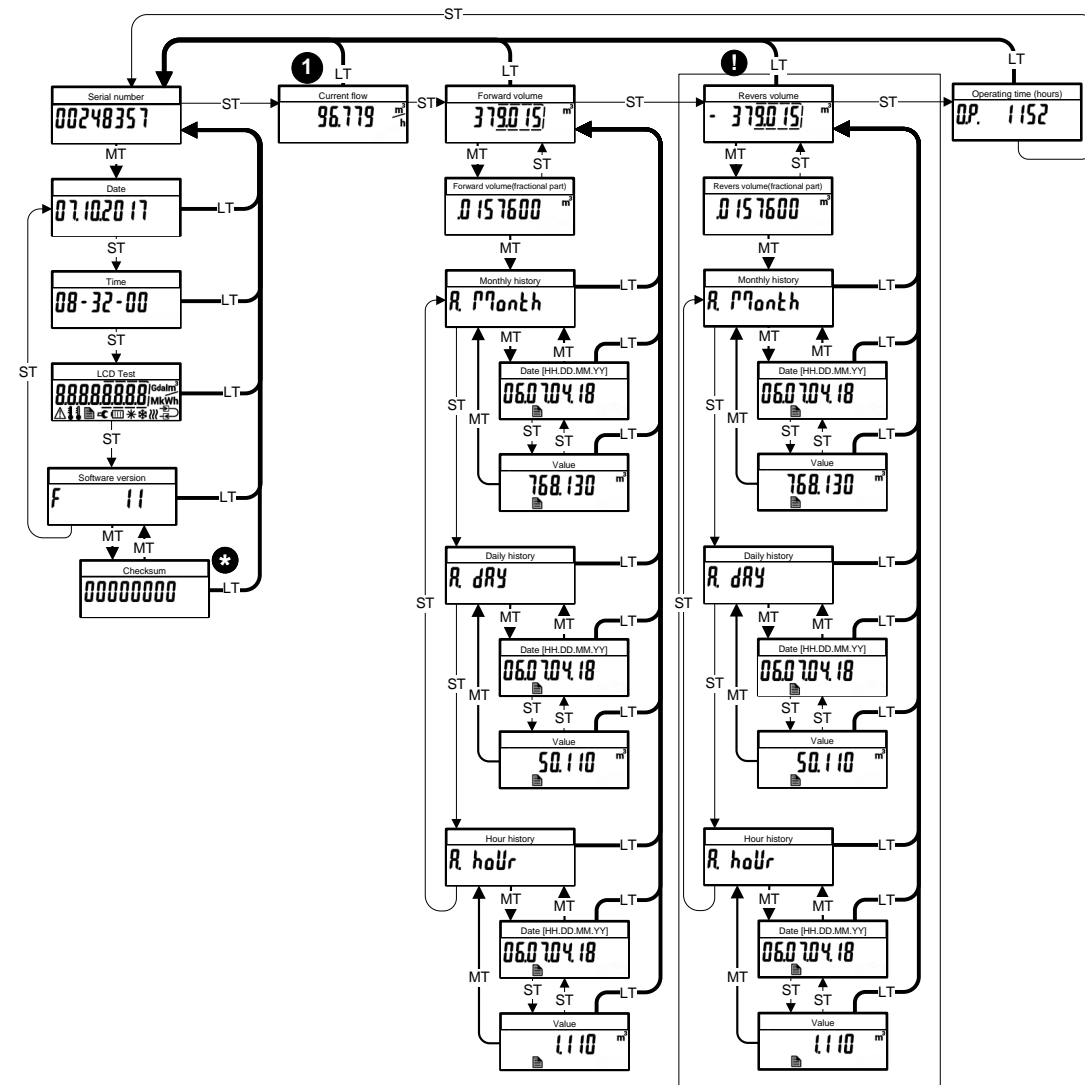 ST
1
!
LT
LT
LT
LT
Serial number
00248357
ST
Current flow
96.779 m³/h
ST
Forward volume
379.015 m³
ST
Revers volume
- 379.015 m³
ST
Operating time (hours)
O.P. 1152
MT
Date
07.10.2017
LT
ST
Time
08-32-00
LT
ST
ST
LCD Test
8.8.8.8.8.8.8.8 Gdalm³
MkWh
LT
ST
Software version
F 11
LT
MT
MT
Checksum
00000000
*
LT
MT
ST
Forward volume(fractional part)
.0157600 m³
MT
Monthly history
A. Month
LT
MT
MT
LT
Date [HH.DD.MM.YY]
06.07.04.18
ST
MT
ST
ST
LT
Value
768.130 m³
Daily history
A. dAY
LT
ST
MT
MT
LT
Date [HH.DD.MM.YY]
06.07.04.18
ST
MT
ST
ST
LT
Value
50.110 m³
Hour history
A. hoUr
LT
MT
MT
LT
Date [HH.DD.MM.YY]
06.07.04.18
MT
ST
ST
LT
Value
1.110 m³
MT
ST
Revers volume(fractional part)
.0157600 m³
MT
Monthly history
A. Month
LT
MT
MT
LT
Date [HH.DD.MM.YY]
06.07.04.18
ST
MT
ST
ST
LT
Value
768.130 m³
Daily history
A. dAY
LT
ST
MT
MT
LT
Date [HH.DD.MM.YY]
06.07.04.18
ST
MT
ST
ST
LT
Value
50.110 m³
Hour history
A. hoUr
LT
MT
MT
LT
Date [HH.DD.MM.YY]
06.07.04.18
MT
ST
ST
LT
Value
1.110 m³